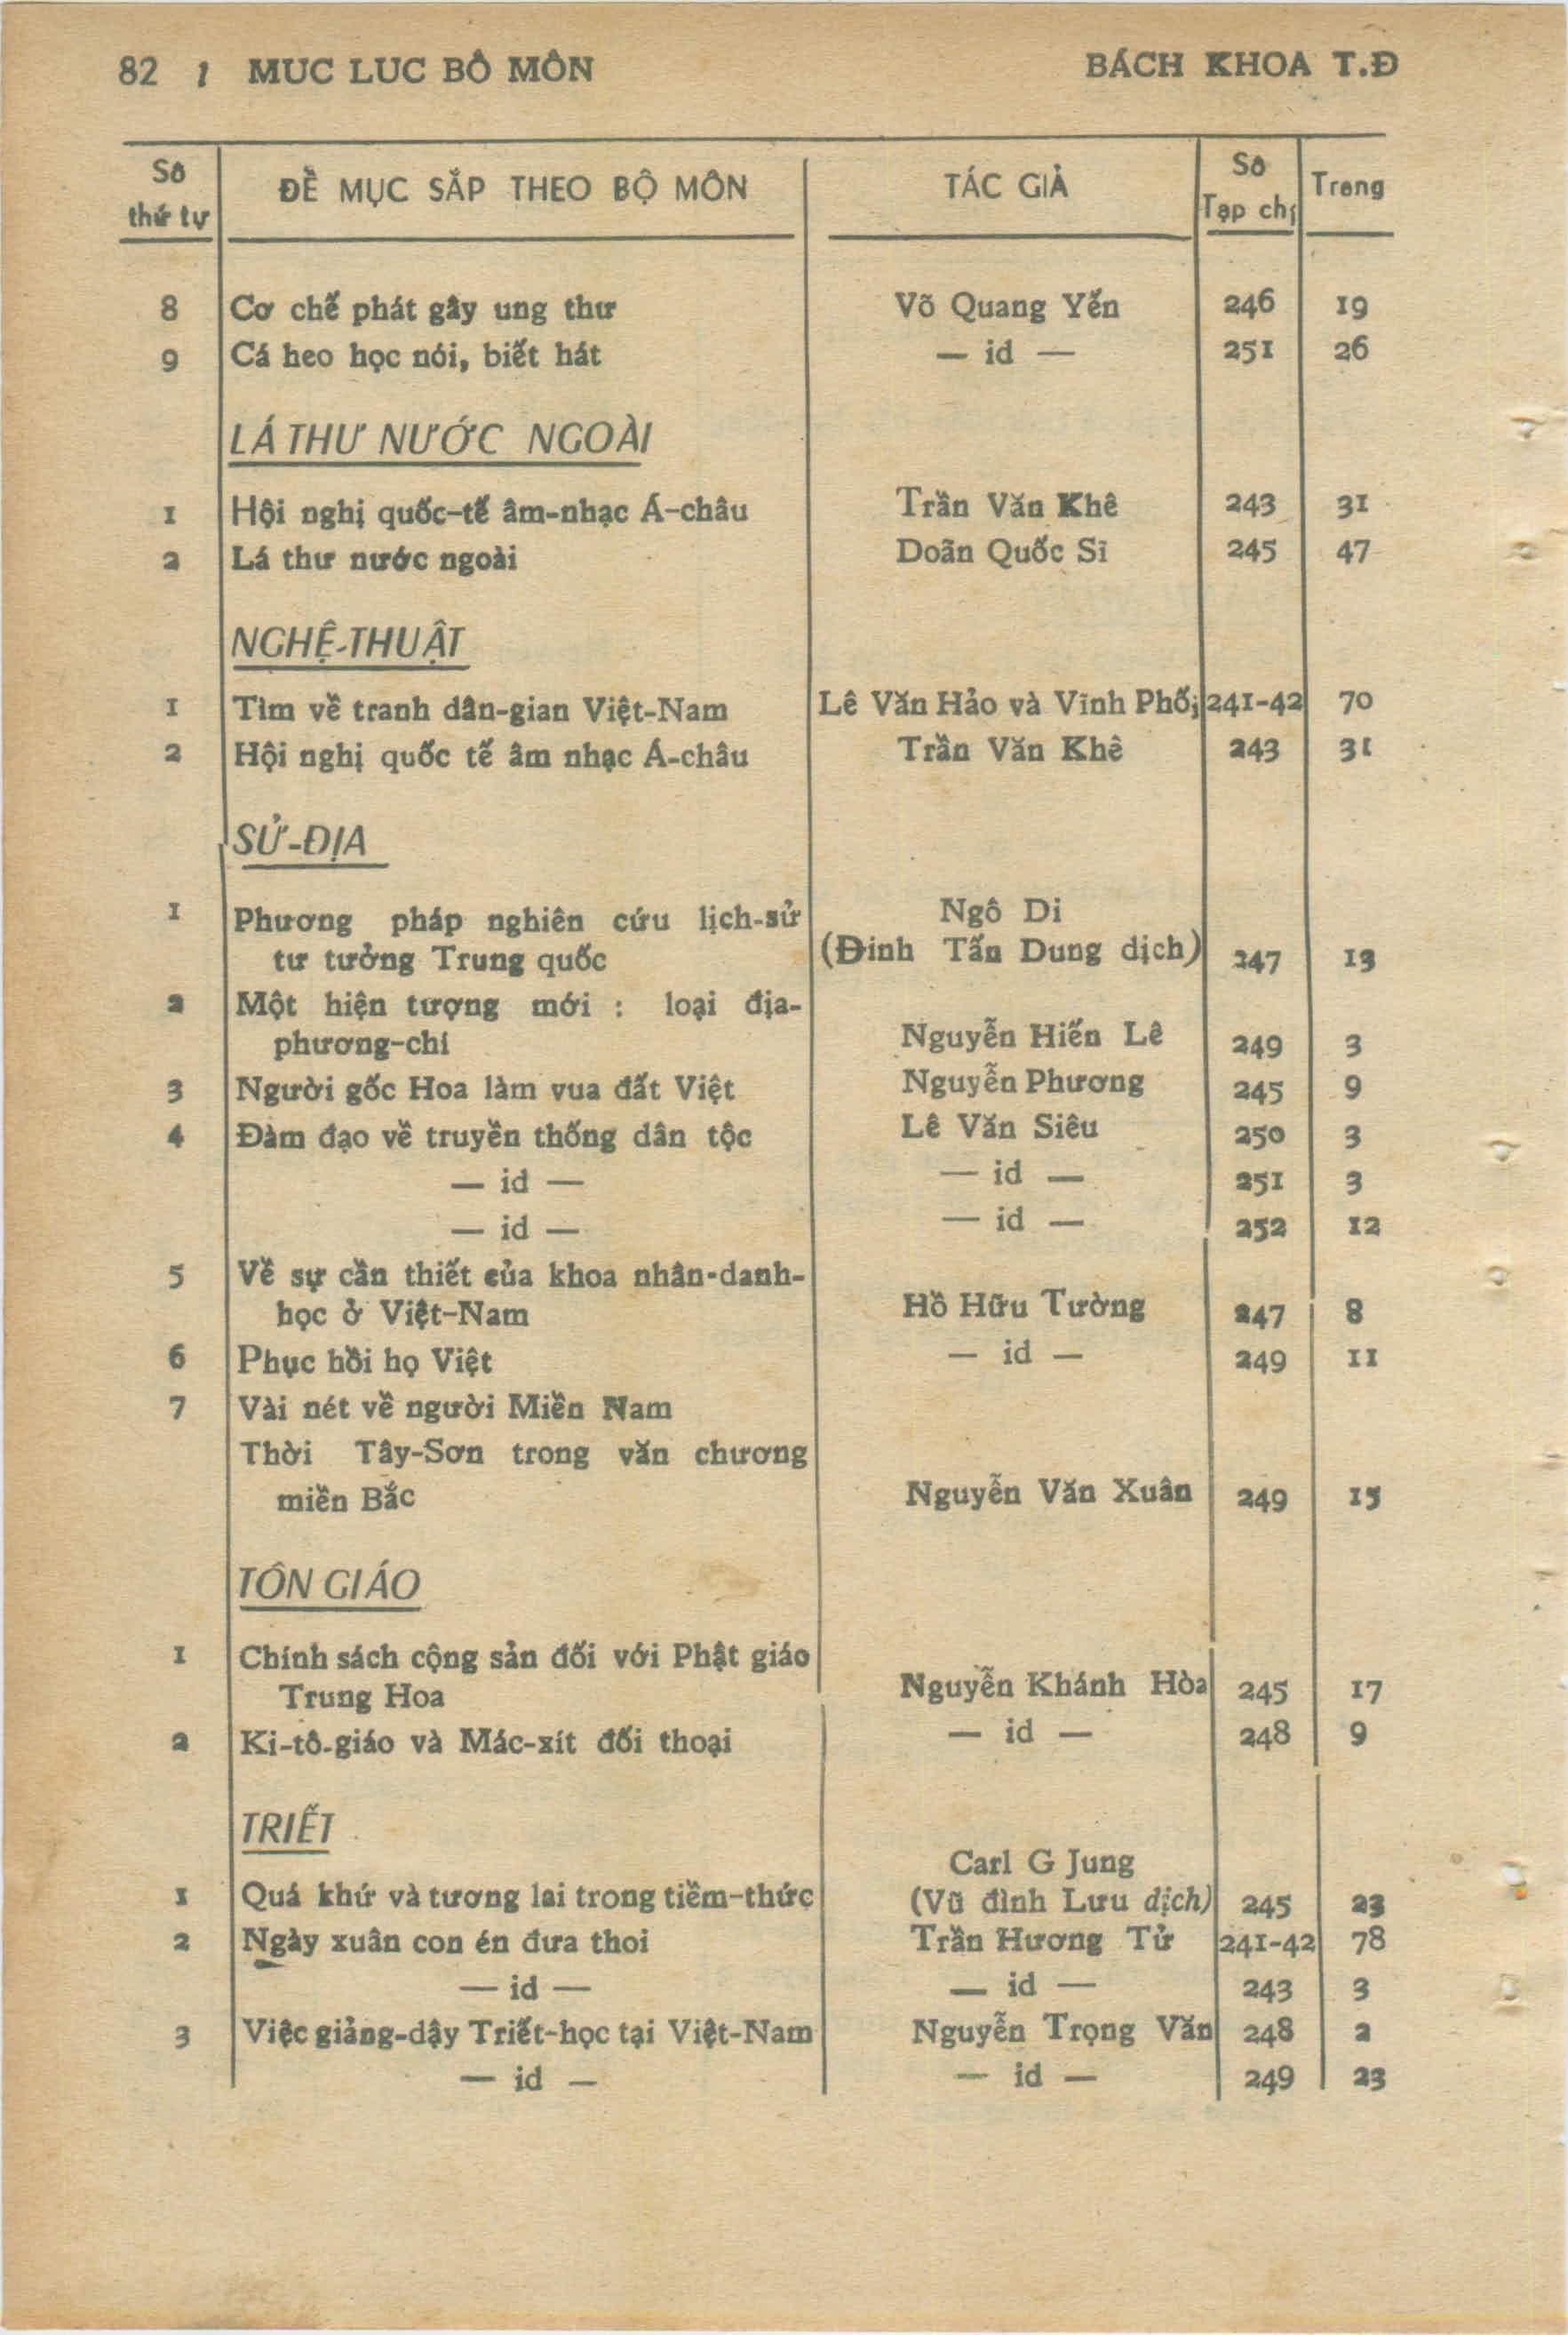 82 / MUC LUC BÔ MÔN BÁCH KHOA T.Đ
Số thứ tự ĐỀ MỤC SẮP THEO BỘ MÔN TÁC GIẢ Số Tạp chí Trang
8 Cơ chế phát gây ung thư Võ Quang Yến 246 19
9 Cá heo học nói, biết hát — id — 251 26
LÁ THƯ NƯỚC NGOÀI
1 Hội nghị quốc-tế âm-nhạc Á-châu Trần Văn Khê 243 31
2 Lá thư nước ngoài Doãn Quốc Sĩ 245 47
NGHỆ-THUẬT
1 Tìm về tranh dân-gian Việt-Nam Lê Văn Hảo và Vĩnh Phối 241-42 70
2 Hội nghị quốc tế âm nhạc Á-châu Trần Văn Khê 243 31
SỬ-ĐỊA
1 Phương pháp nghiên cứu lịch-sử Ngô Di
tư tưởng Trung quốc (Đinh Tấn Dung dịch) 247 13
2 Một hiện tượng mới : loại địa-
phương-chí Nguyễn Hiến Lê 249 3
3 Người gốc Hoa làm vua đất Việt Nguyễn Phương 245 9
4 Đàm đạo về truyền thống dân tộc Lê Văn Siêu 250 3
— id — — id — 251 3
— id — — id — 252 12
5 Về sự cần thiết của khoa nhân-danh-
học ở Việt-Nam Hồ Hữu Tường 247 8
6 Phục hồi họ Việt — id — 249 11
7 Vài nét về người Miền Nam
Thời Tây-Sơn trong văn chương
miền Bắc Nguyễn Văn Xuân 249 15
TÔN GIÁO
1 Chính sách cộng sản đối với Phật giáo
Trung Hoa Nguyễn Khánh Hòa 245 17
2 Ki-tô-giáo và Mác-xít đối thoại — id — 248 9
TRIẾT
Carl G Jung
1 Quá khứ và tương lai trong tiềm-thức (Vũ đình Lưu dịch) 245 23
2 Ngày xuân con én đưa thoi Trần Hương Tử 241-42 78
— id — — id — 243 3
3 Việc giảng-dậy Triết-học tại Việt-Nam Nguyễn Trọng Văn 248 2
— id — — id — 249 23